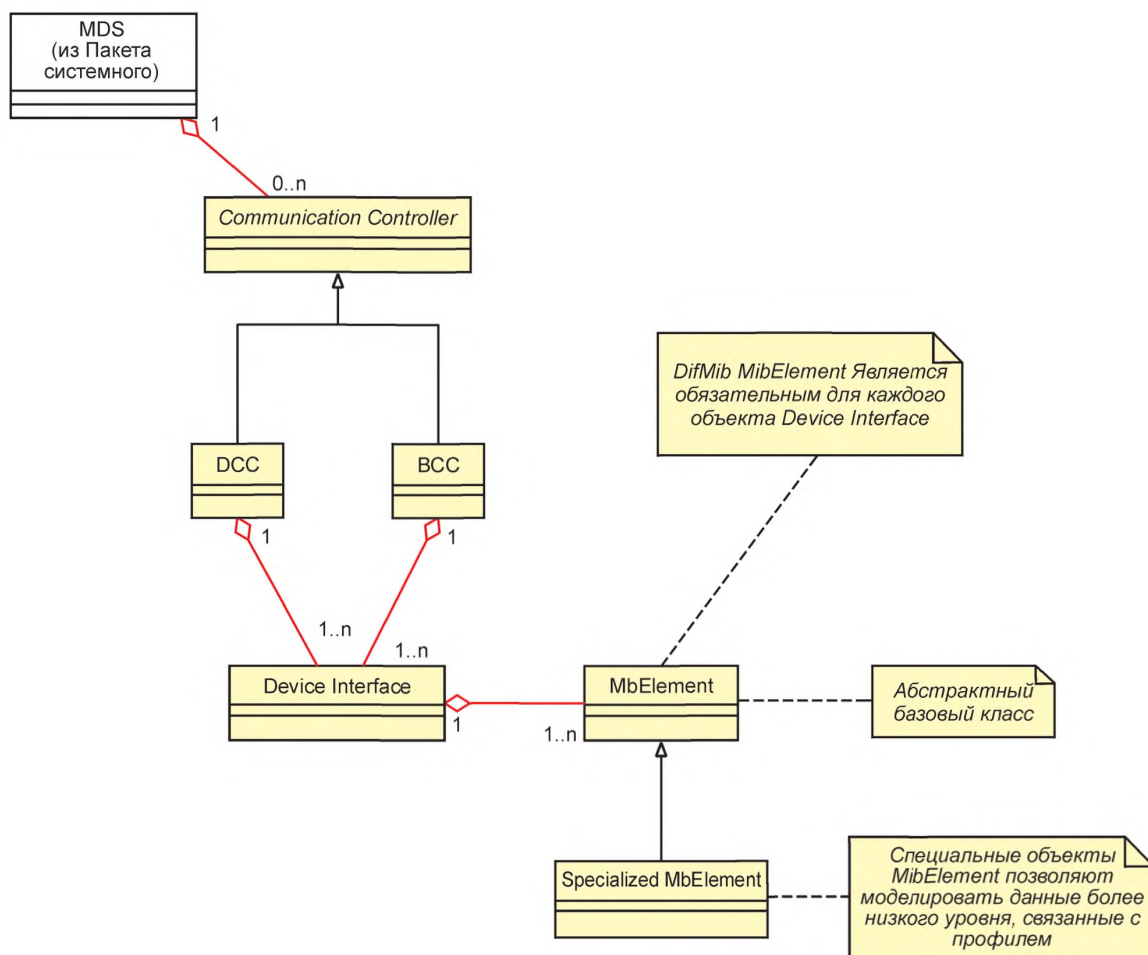 MDS
(из Пакета
системного)
1
0..n
Communication Controller
DifMib MibElement Является
обязательным для каждого
объекта Device Interface
DCC
BCC
1
1
1..n
1..n
Device Interface
MbElement
1
1..n
Абстрактный
базовый класс
Specialized MbElement
Специальные объекты
MibElement позволяют
моделировать данные более
низкого уровня, связанные с
профилем